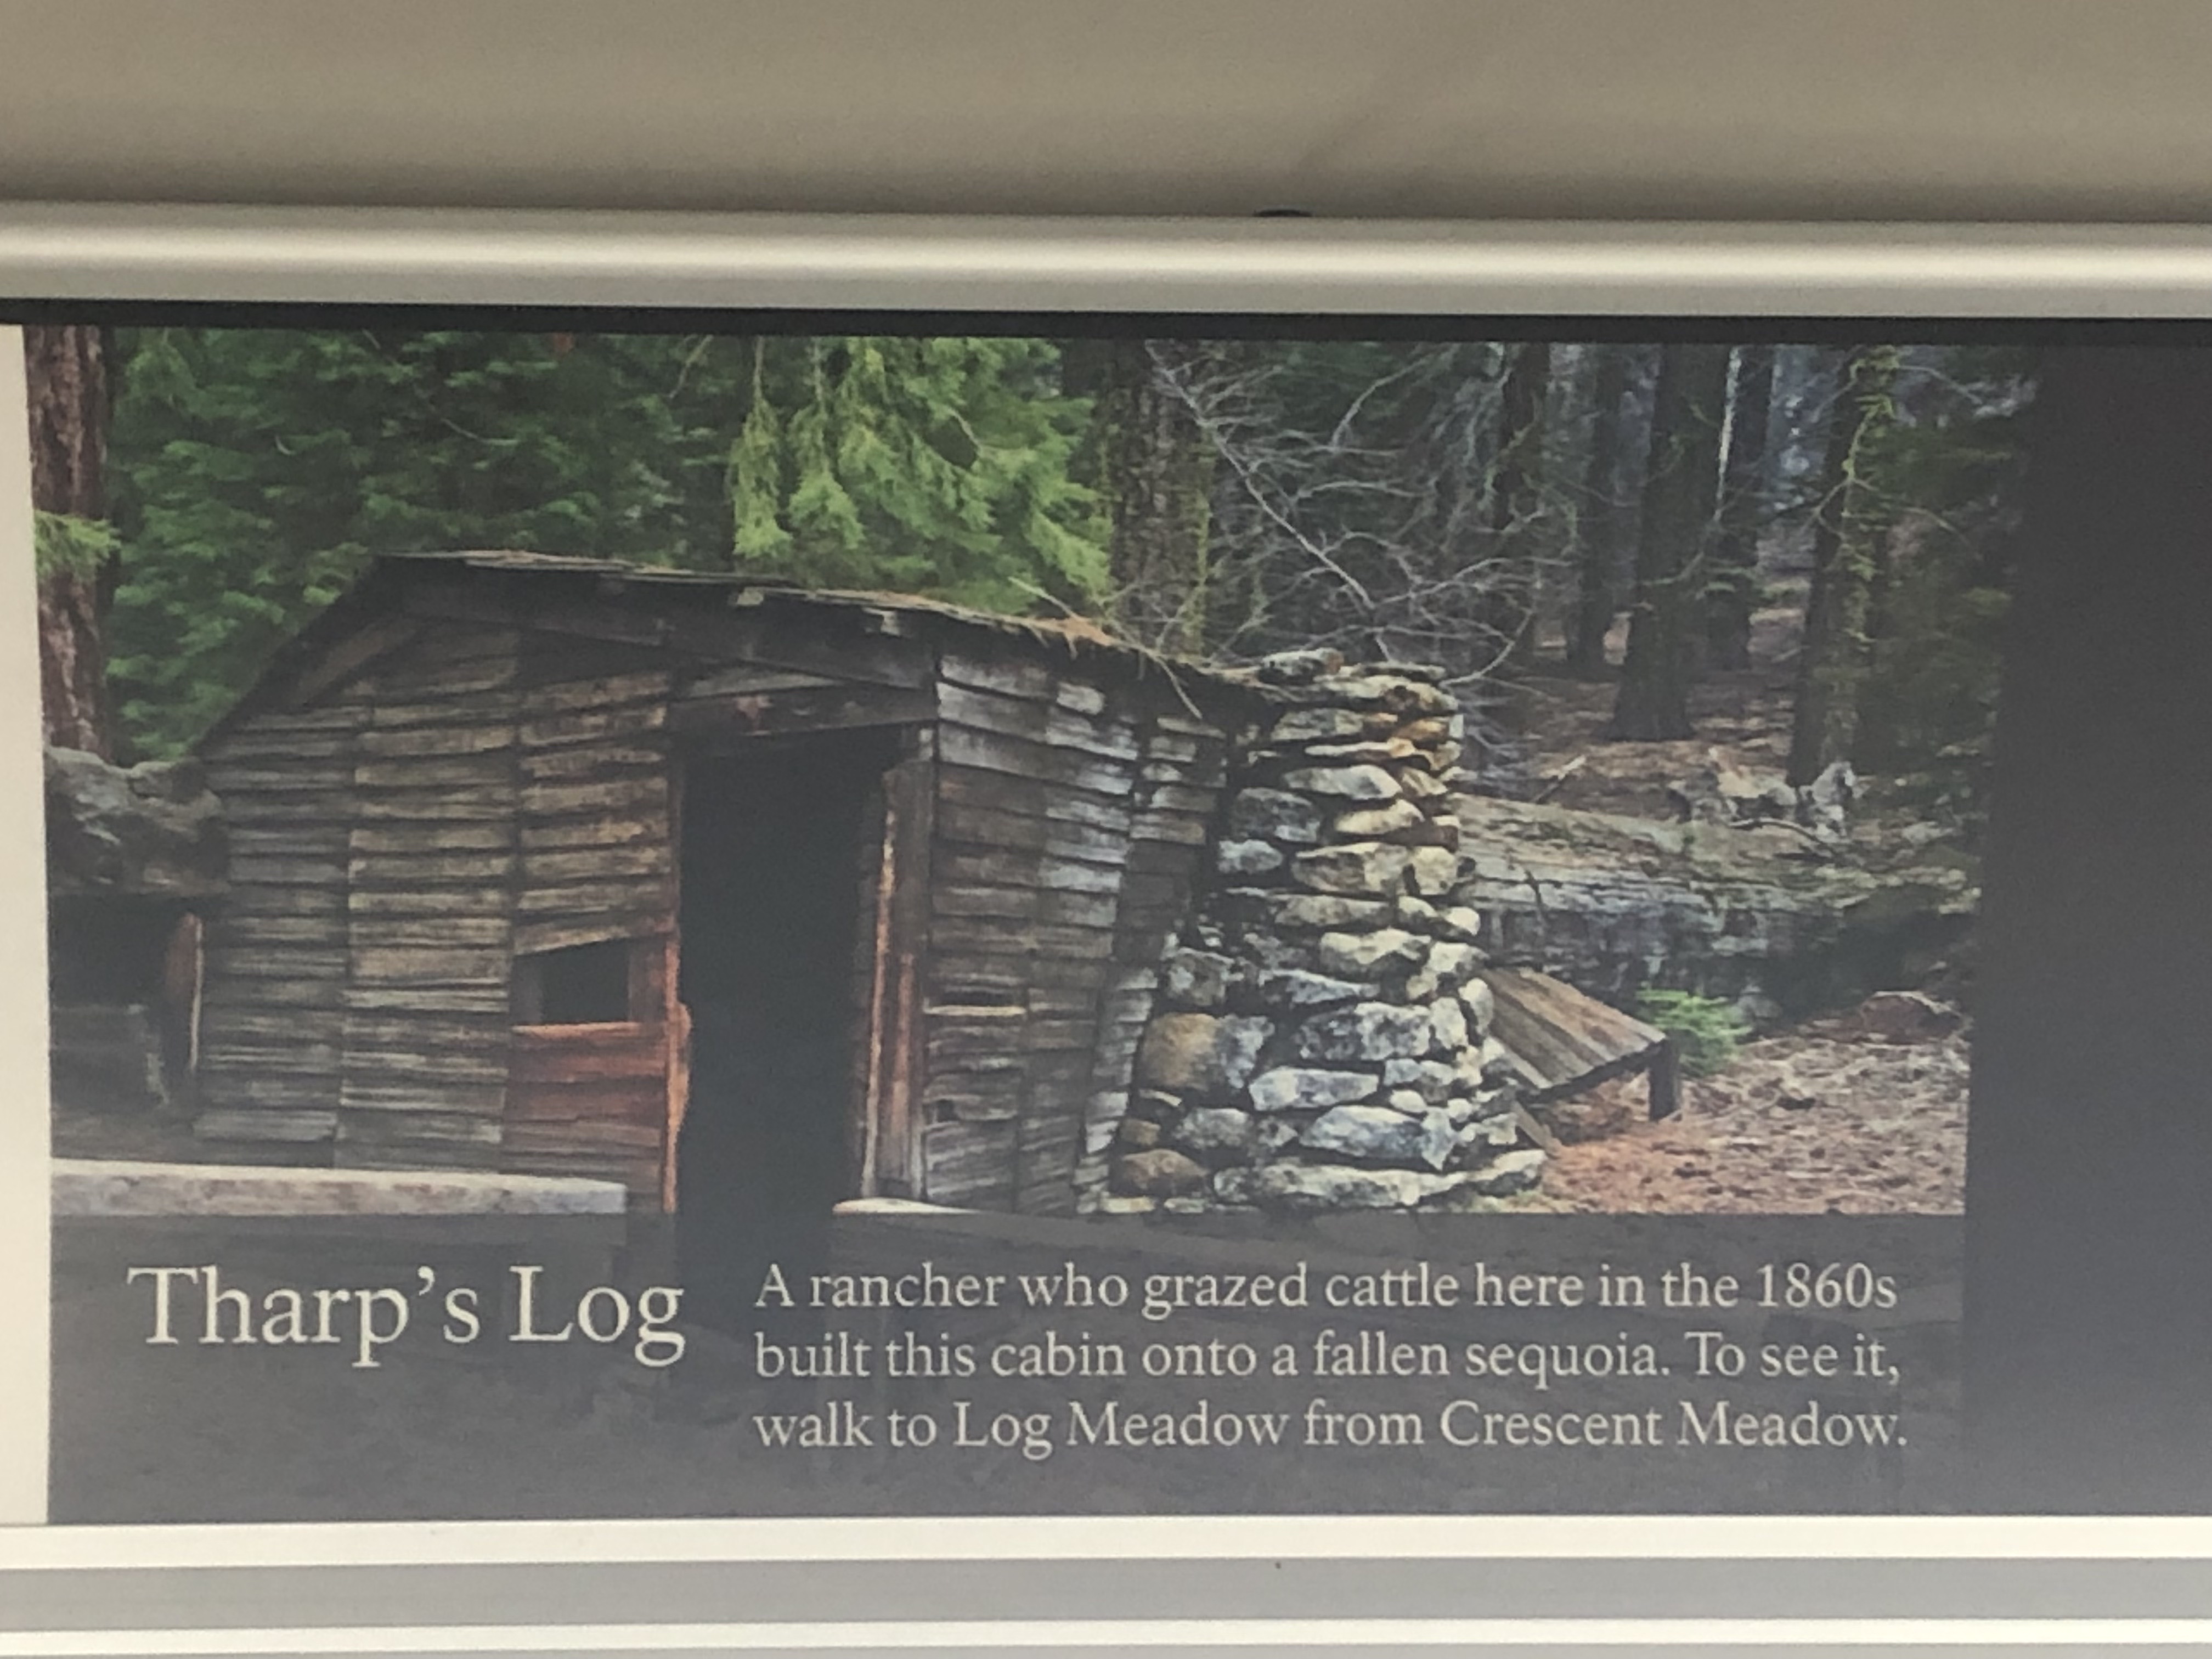 Tharp's Log
A rancher who grazed cattle here in the 1860s
built this cabin onto a fallen sequoia. To see it,
walk to Log Meadow from Crescent Meadow.